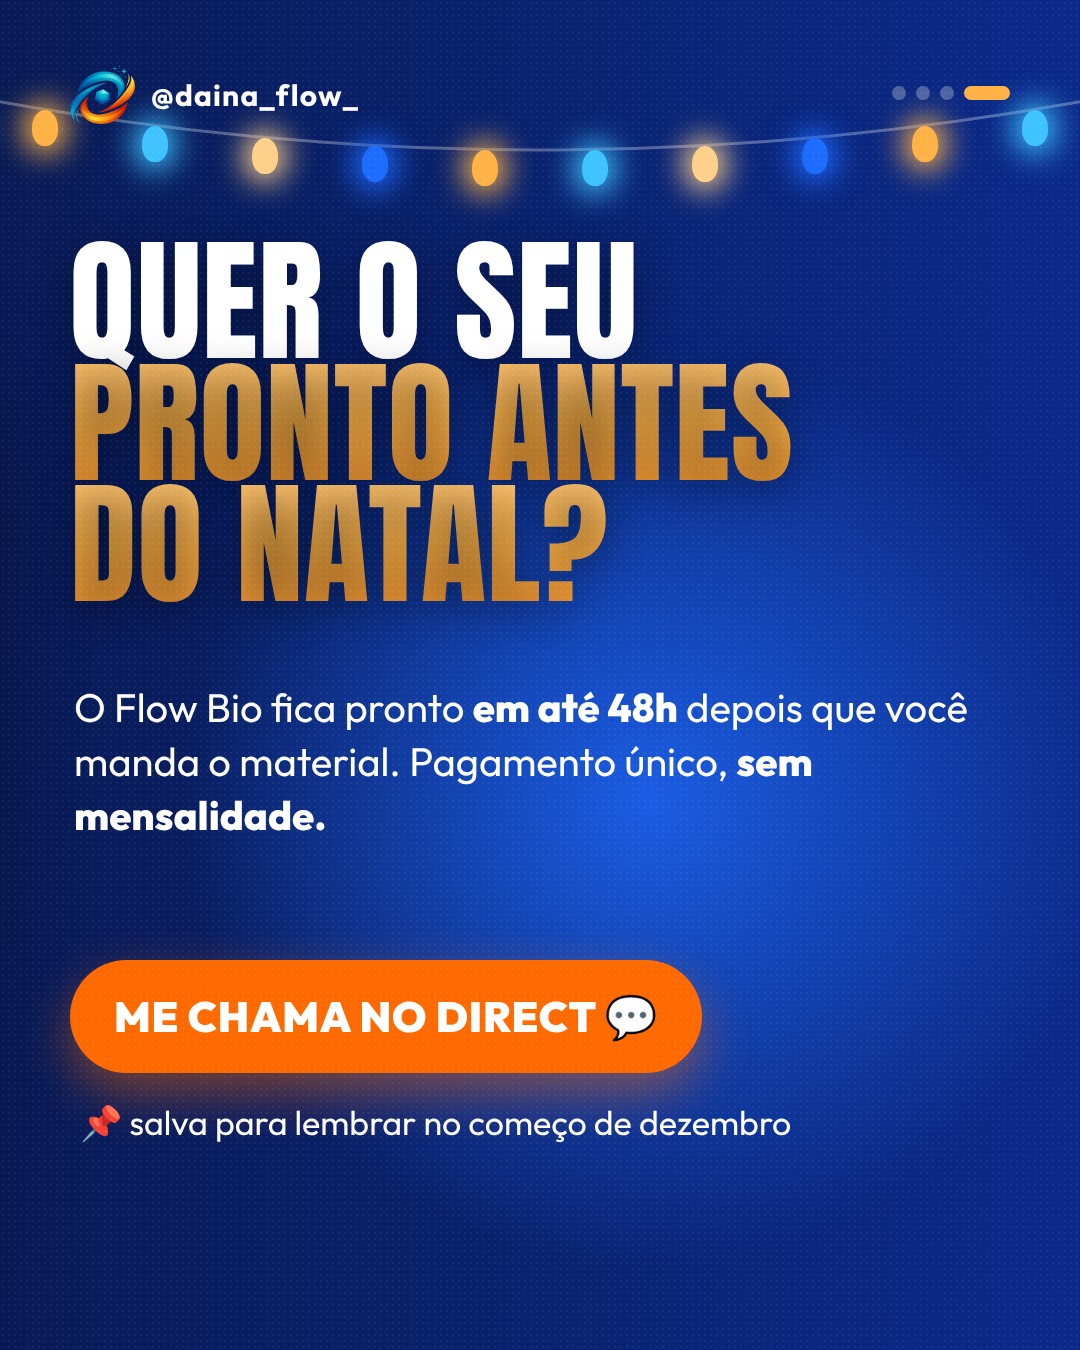 @daina_flow_
QUER O SEU
PRONTO ANTES
DO NATAL?
O Flow Bio fica pronto em até 48h depois que você
manda o material. Pagamento único, sem
mensalidade.
ME CHAMA NO DIRECT 💬
📌 salva para lembrar no começo de dezembro